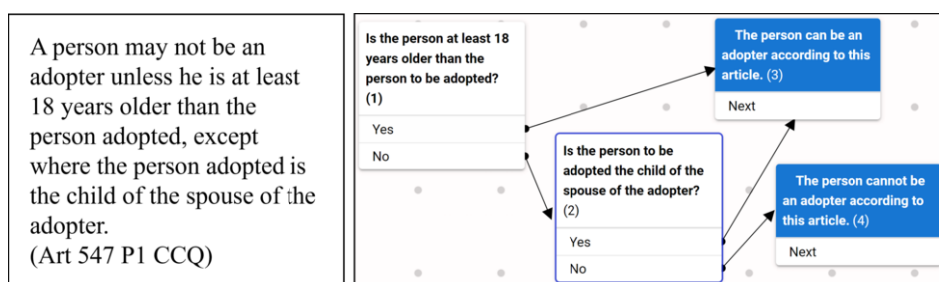 A person may not be an
adopter unless he is at least
18 years older than the
person adopted, except
where the person adopted is
the child of the spouse of the
adopter.
(Art 547 P1 CCQ)
Is the person at least 18
years older than the
person to be adopted?
(1)
Yes
No
Is the person to be
adopted the child of the
spouse of the adopter?
(2)
Yes
No
The person can be an
adopter according to this
article. (3)
Next
The person cannot be
an adopter according to
this article. (4)
Next